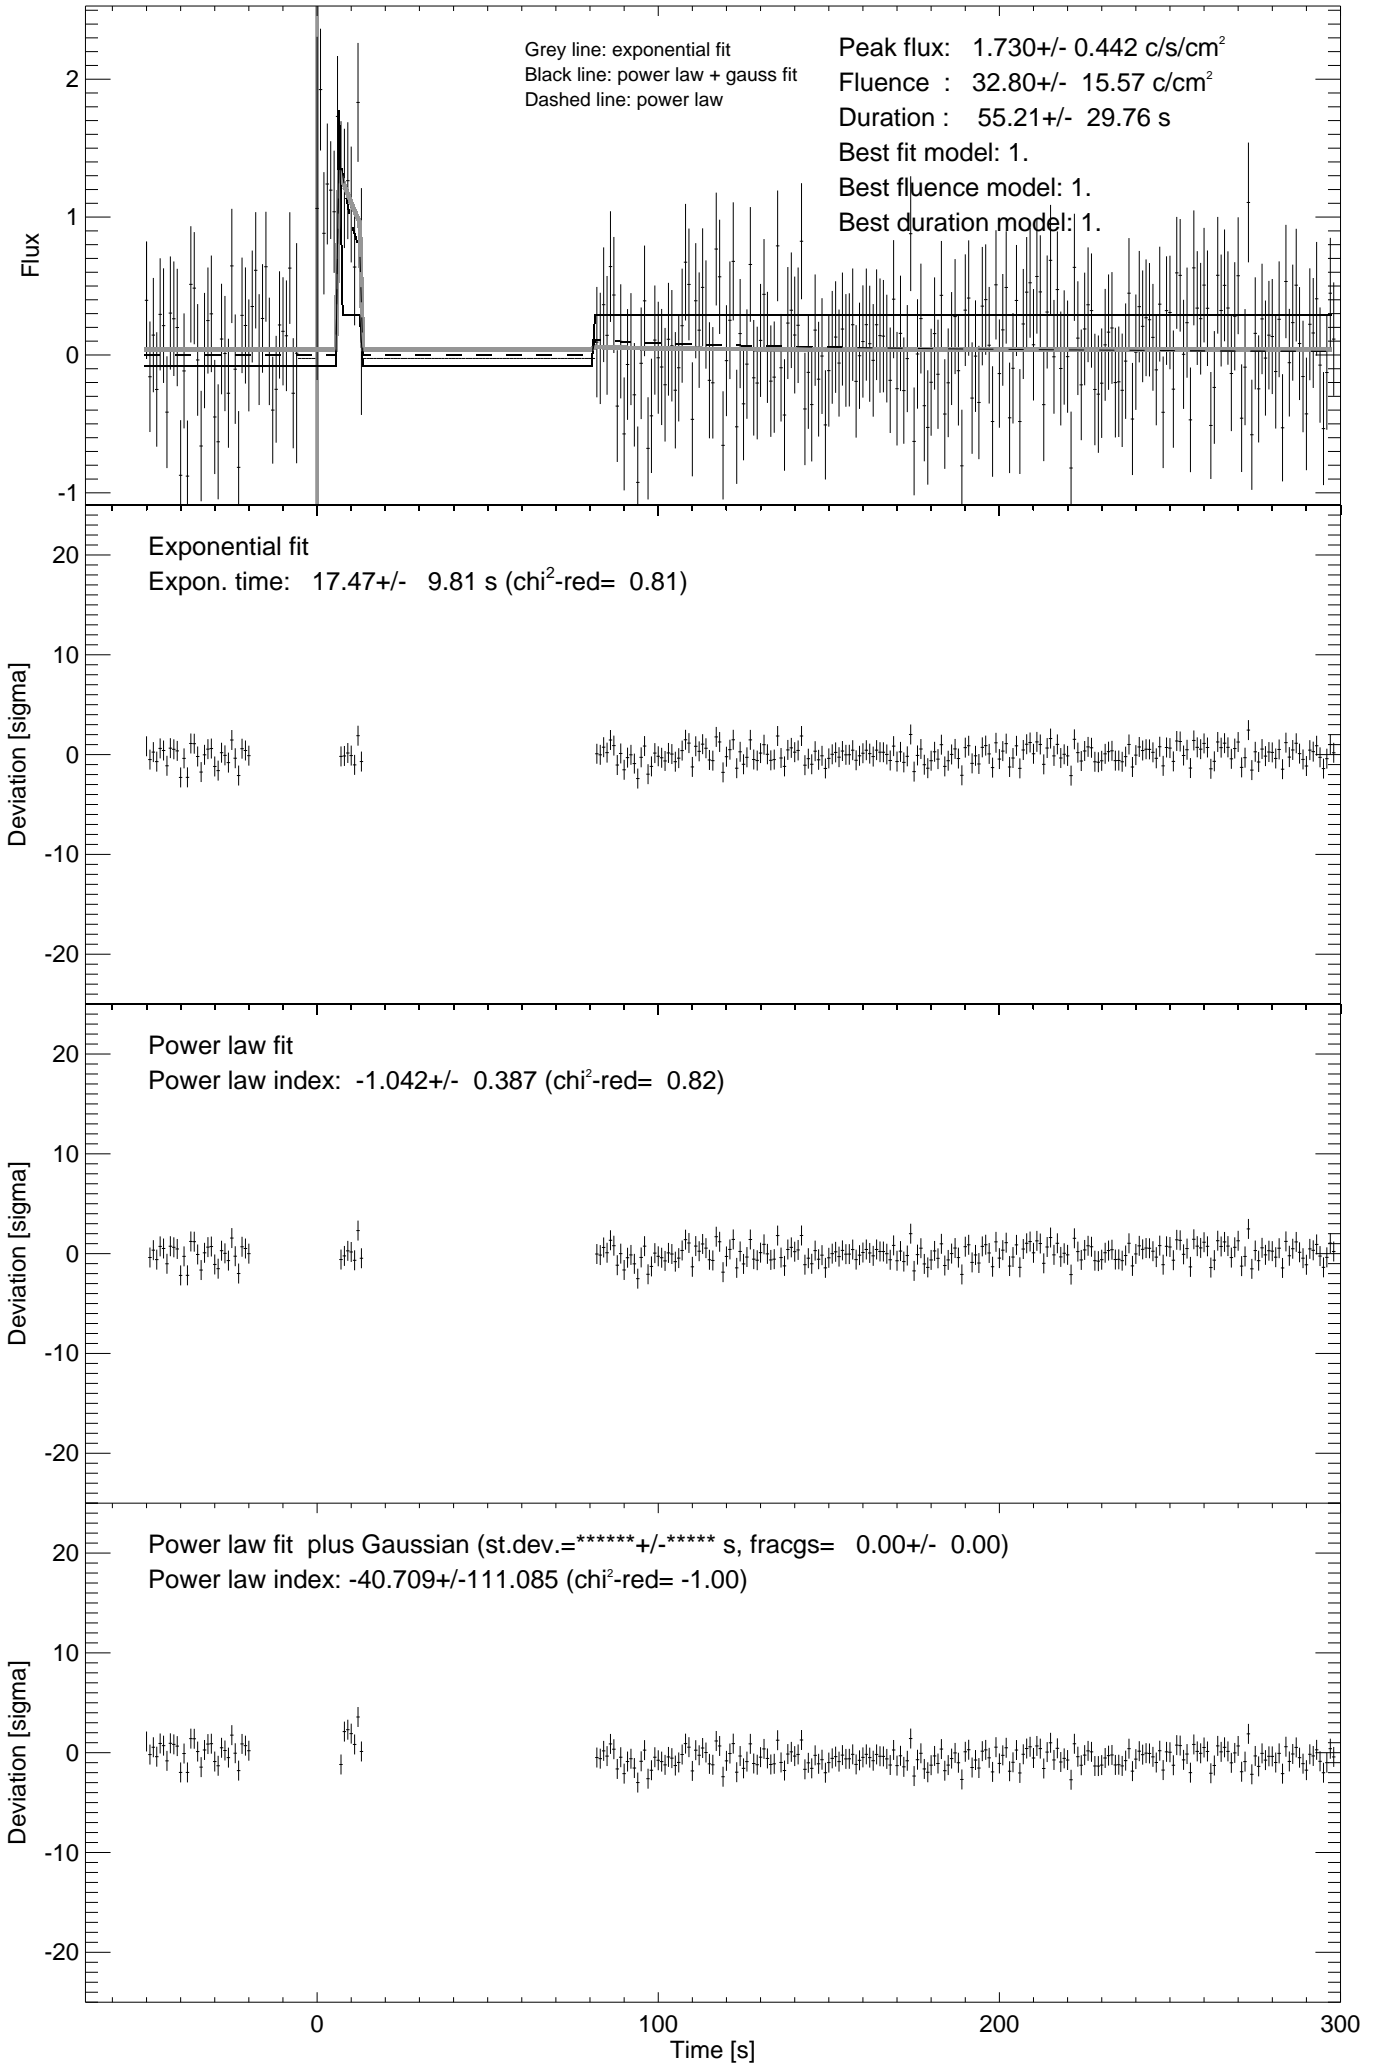 Grey line: exponential fit
Black line: power law + gauss fit
Dashed line: power law
Peak flux: 1.730+/- 0.442 c/s/cm²
Fluence : 32.80+/- 15.57 c/cm²
Duration : 55.21+/- 29.76 s
Best fit model: 1.
Best fluence model: 1.
Best duration model: 1.
Flux
2
1
0
-1
Exponential fit
Expon. time: 17.47+/- 9.81 s (chi²-red= 0.81)
Deviation [sigma]
20
10
0
-10
-20
Power law fit
Power law index: -1.042+/- 0.387 (chi²-red= 0.82)
Deviation [sigma]
20
10
0
-10
-20
Power law fit plus Gaussian (st.dev.=******+/-***** s, fracgs= 0.00+/- 0.00)
Power law index: -40.709+/-111.085 (chi²-red= -1.00)
Deviation [sigma]
20
10
0
-10
-20
0 100 200 300
Time [s]